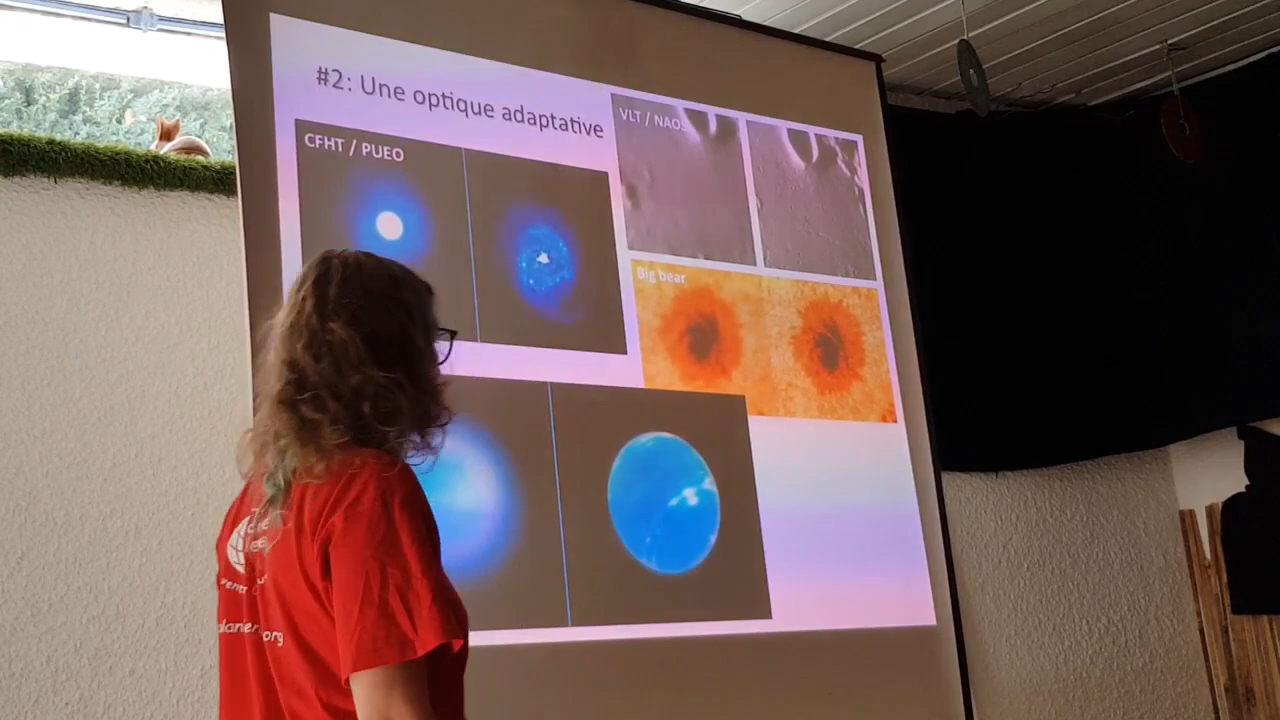 #2: Une optique adaptative
CFHT / PUEO
VLT / NAOS
Big bear